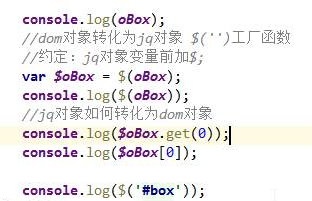 console.log(oBox);
//dom对象转化为jq对象 $('')工厂函数
//约定：jq对象变量前加$;
var $oBox = $(oBox);
console.log($(oBox));
//jq对象如何转化为dom对象
console.log($oBox.get(0));
console.log($oBox[0]);
console.log($('#box'));